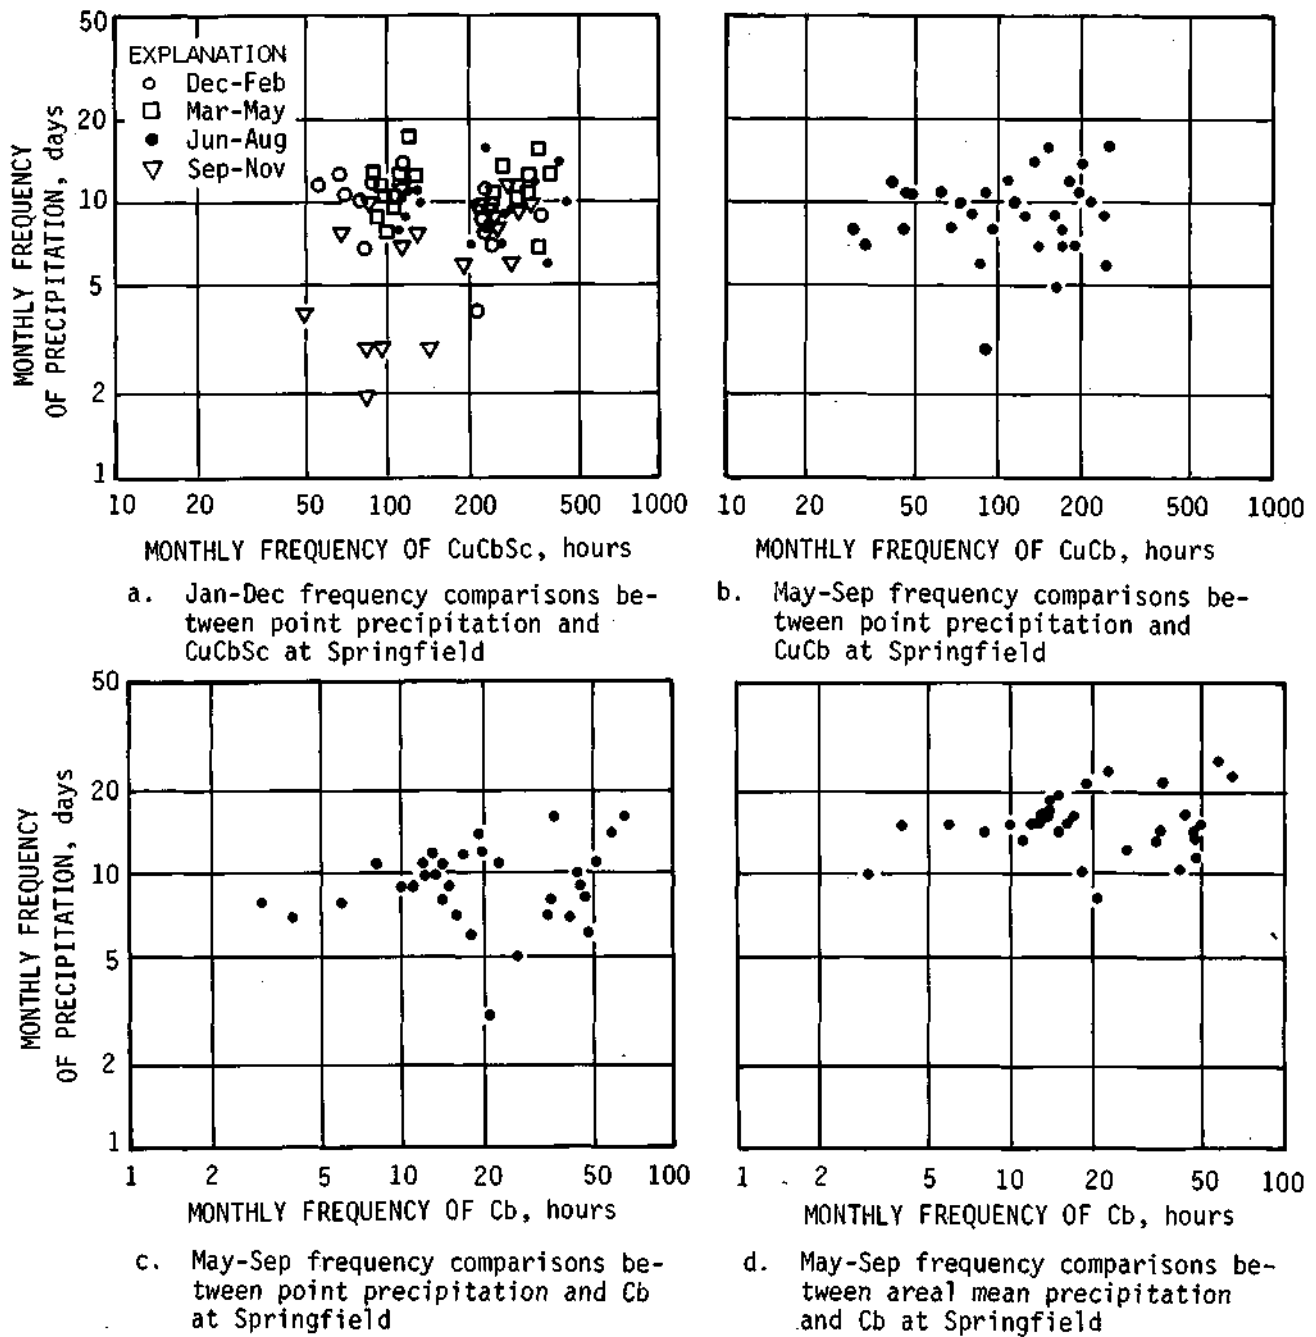 50
20
10
5
2
1
MONTHLY FREQUENCY
OF PRECIPITATION, days
EXPLANATION
Dec-Feb
Mar-May
Jun-Aug
Sep-Nov
10 20 50 100 200 500 1000
MONTHLY FREQUENCY OF CuCbSc, hours
a. Jan-Dec frequency comparisons be-
tween point precipitation and
CuCbSc at Springfield
10 20 50 100 200 500 1000
MONTHLY FREQUENCY OF CuCb, hours
b. May-Sep frequency comparisons be-
tween point precipitation and
CuCb at Springfield
50
20
10
5
2
1
MONTHLY FREQUENCY
OF PRECIPITATION, days
1 2 5 10 20 50 100
MONTHLY FREQUENCY OF Cb, hours
c. May-Sep frequency comparisons be-
tween point precipitation and Cb
at Springfield
1 2 5 10 20 50 100
MONTHLY FREQUENCY OF Cb, hours
d. May-Sep frequency comparisons be-
tween areal mean precipitation
and Cb at Springfield